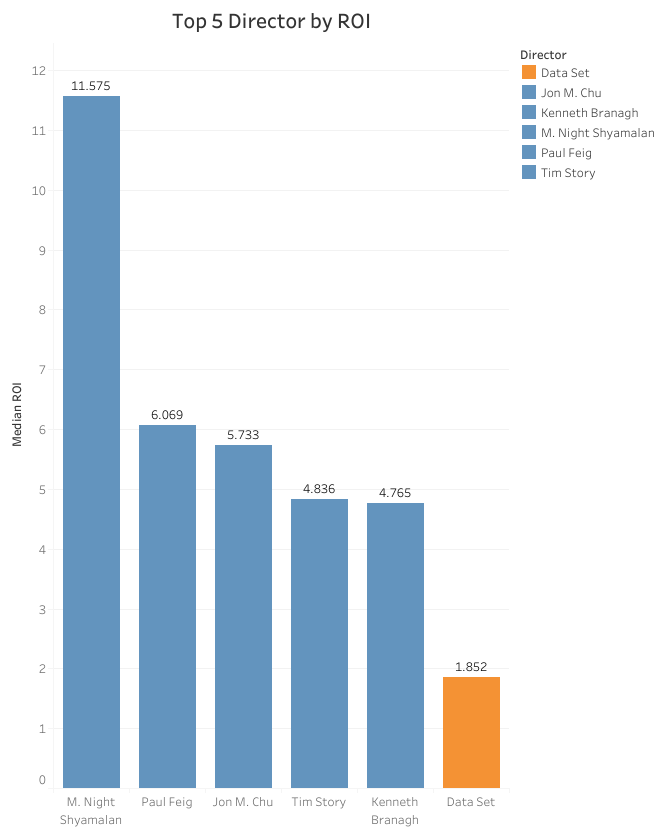 Top 5 Director by ROI
Director
Data Set
Jon M. Chu
Kenneth Branagh
M. Night Shyamalan
Paul Feig
Tim Story
Median ROI
12
11
10
9
8
7
6
5
4
3
2
1
0
11.575
6.069
5.733
4.836
4.765
1.852
M. Night
Shyamalan
Paul Feig
Jon M. Chu
Tim Story
Kenneth
Branagh
Data Set